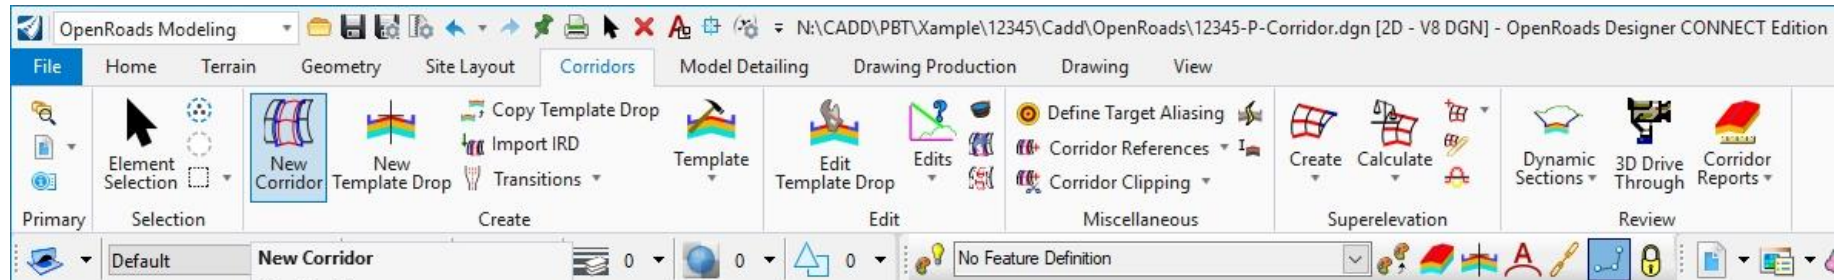 OpenRoads Modeling N:\CADD\PBT\Xample\12345\Cadd\OpenRoads\12345-P-Corridor.dgn [2D - V8 DGN] - OpenRoads Designer CONNECT Edition
File Home Terrain Geometry Site Layout Corridors Model Detailing Drawing Production Drawing View
Element
Selection
New
Corridor
New
Template Drop
Copy Template Drop
Import IRD
Transitions
Template
Edit
Template Drop
Edits
Define Target Aliasing
Corridor References
Corridor Clipping
Create
Calculate
Dynamic
Sections
3D Drive
Through
Corridor
Reports
Primary Selection Create Edit Miscellaneous Superelevation Review
Default New Corridor 0 0 0 No Feature Definition